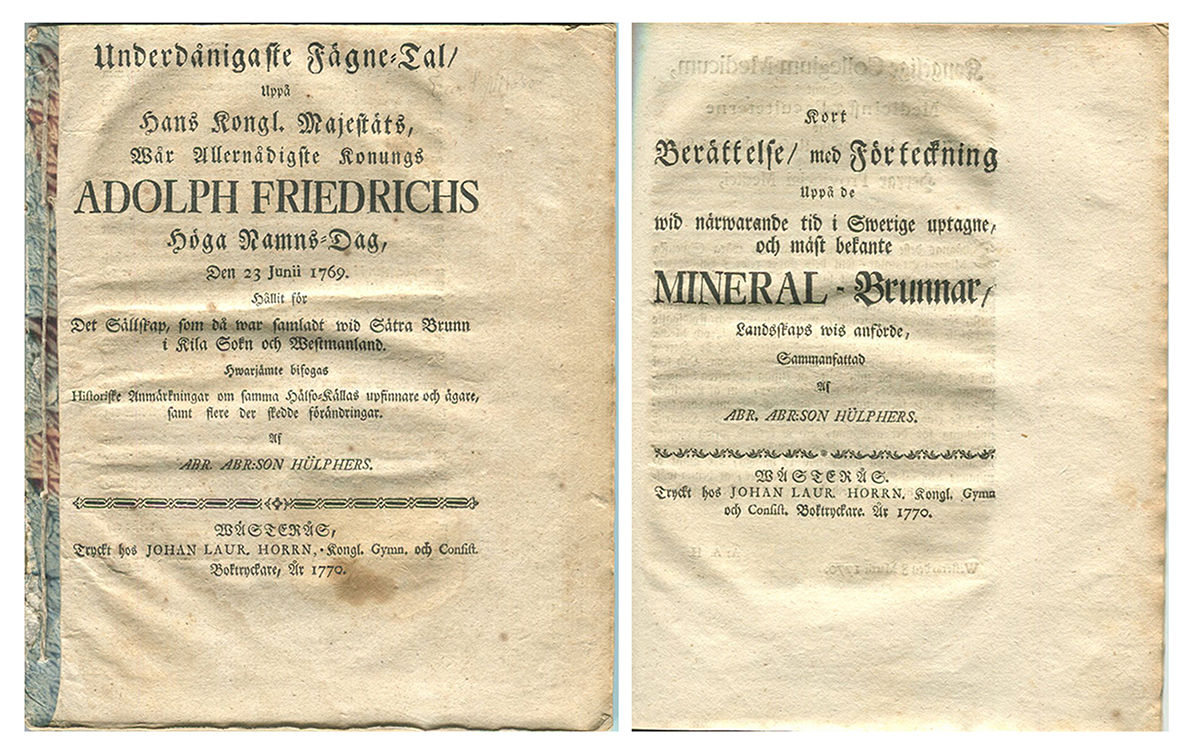 Underdånigaste Fägne-Tal/
Uppå
Hans Kongl. Majestäts,
Wår Allernådigste Konungs
ADOLPH FRIEDRICHS
Höga Namns-Dag,
Den 23 Junii 1769.
Hållit för
Det Sällskap, som då war samladt wid Sätra Brunn
i Kila Sokn och Westmanland.
Hwarjämte bifogas
Historiske Anmärkningar om samma Hälso-Källas upfinnare och ägare,
samt flere der skedde förändringar.
Af
ABR. ABR:SON HÜLPHERS.
WÄSTERÅS,
Tryckt hos JOHAN LAUR. HORRN, Kongl. Gymn. och Consist.
Boktryckare, År 1770.
Kort
Berättelse/ med Förteckning
Uppå de
wid närwarande tid i Swerige uptagne,
och mäst bekante
MINERAL-Brunnar/
Landsskaps wis anförde,
Sammanfattad
Af
ABR. ABR:SON HÜLPHERS.
WÄSTERÅS.
Tryckt hos JOHAN LAUR. HORRN. Kongl. Gymn
och Consist. Boktryckare. År 1770.